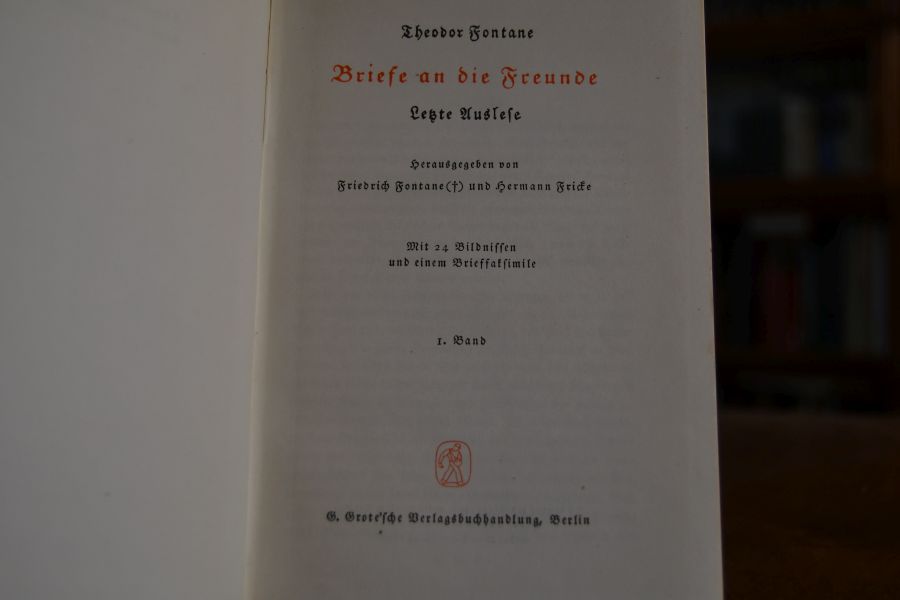 Theodor Fontane
Briefe an die Freunde
Letzte Auslese
Herausgegeben von
Friedrich Fontane(†) und Hermann Fricke
Mit 24 Bildnissen
und einem Brieffaksimile
1. Band
G. Grote'sche Verlagsbuchhandlung, Berlin